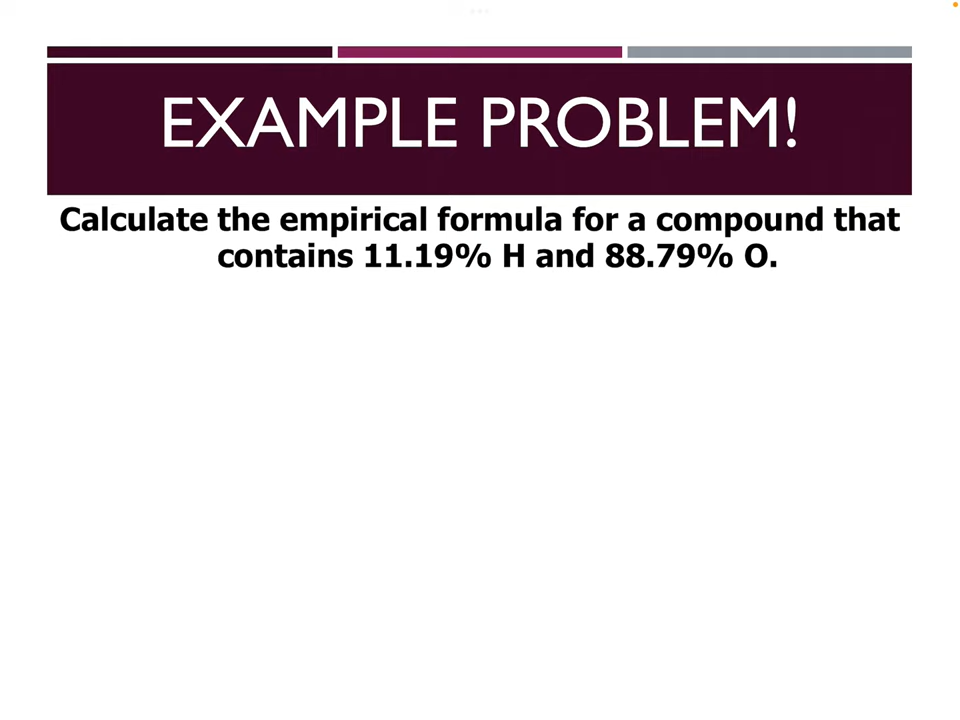 EXAMPLE PROBLEM!
Calculate the empirical formula for a compound that
contains 11.19% H and 88.79% O.